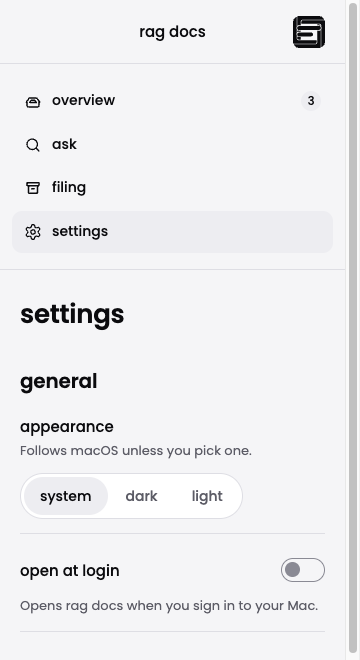 rag docs
overview
3
ask
filing
settings
settings
general
appearance
Follows macOS unless you pick one.
system dark light
open at login
Opens rag docs when you sign in to your Mac.